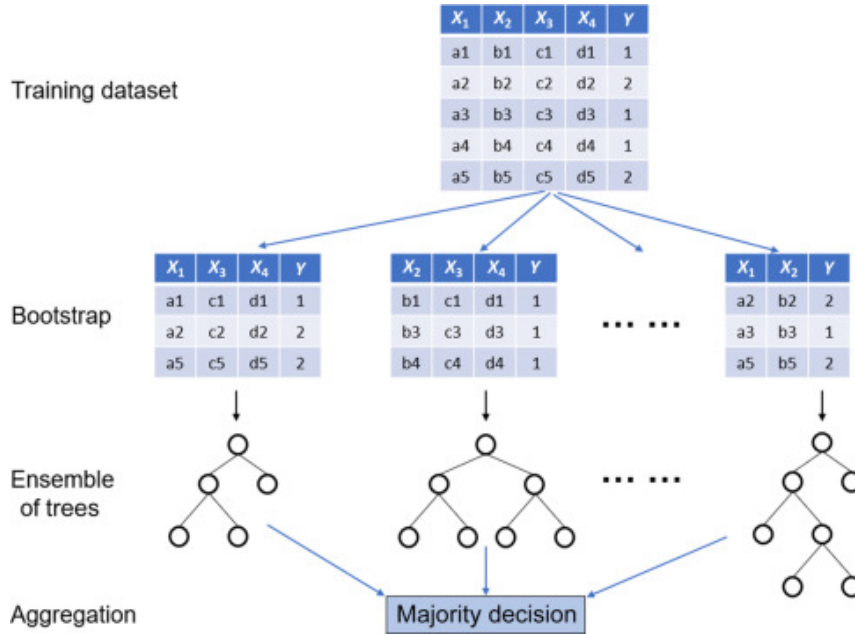 X1 X2 X3 X4 Y
a1 b1 c1 d1 1
a2 b2 c2 d2 2
Training dataset
a3 b3 c3 d3 1
a4 b4 c4 d4 1
a5 b5 c5 d5 2
X1 X3 X4 Y
a1 c1 d1 1
a2 c2 d2 2
a5 c5 d5 2
X2 X3 X4 Y
b1 c1 d1 1
b3 c3 d3 1
b4 c4 d4 1
X1 X2 Y
a2 b2 2
a3 b3 1
a5 b5 2
Bootstrap
... ...
Ensemble
of trees
... ...
Aggregation
Majority decision